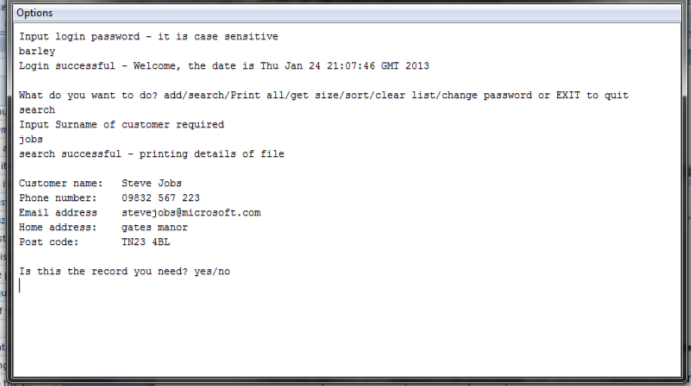 Options
Input login password - it is case sensitive
barley
Login successful - Welcome, the date is Thu Jan 24 21:07:46 GMT 2013
What do you want to do? add/search/Print all/get size/sort/clear list/change password or EXIT to quit
search
Input Surname of customer required
jobs
search successful - printing details of file
Customer name: Steve Jobs
Phone number: 09832 567 223
Email address stevejobs@microsoft.com
Home address: gates manor
Post code: TN23 4BL
Is this the record you need? yes/no